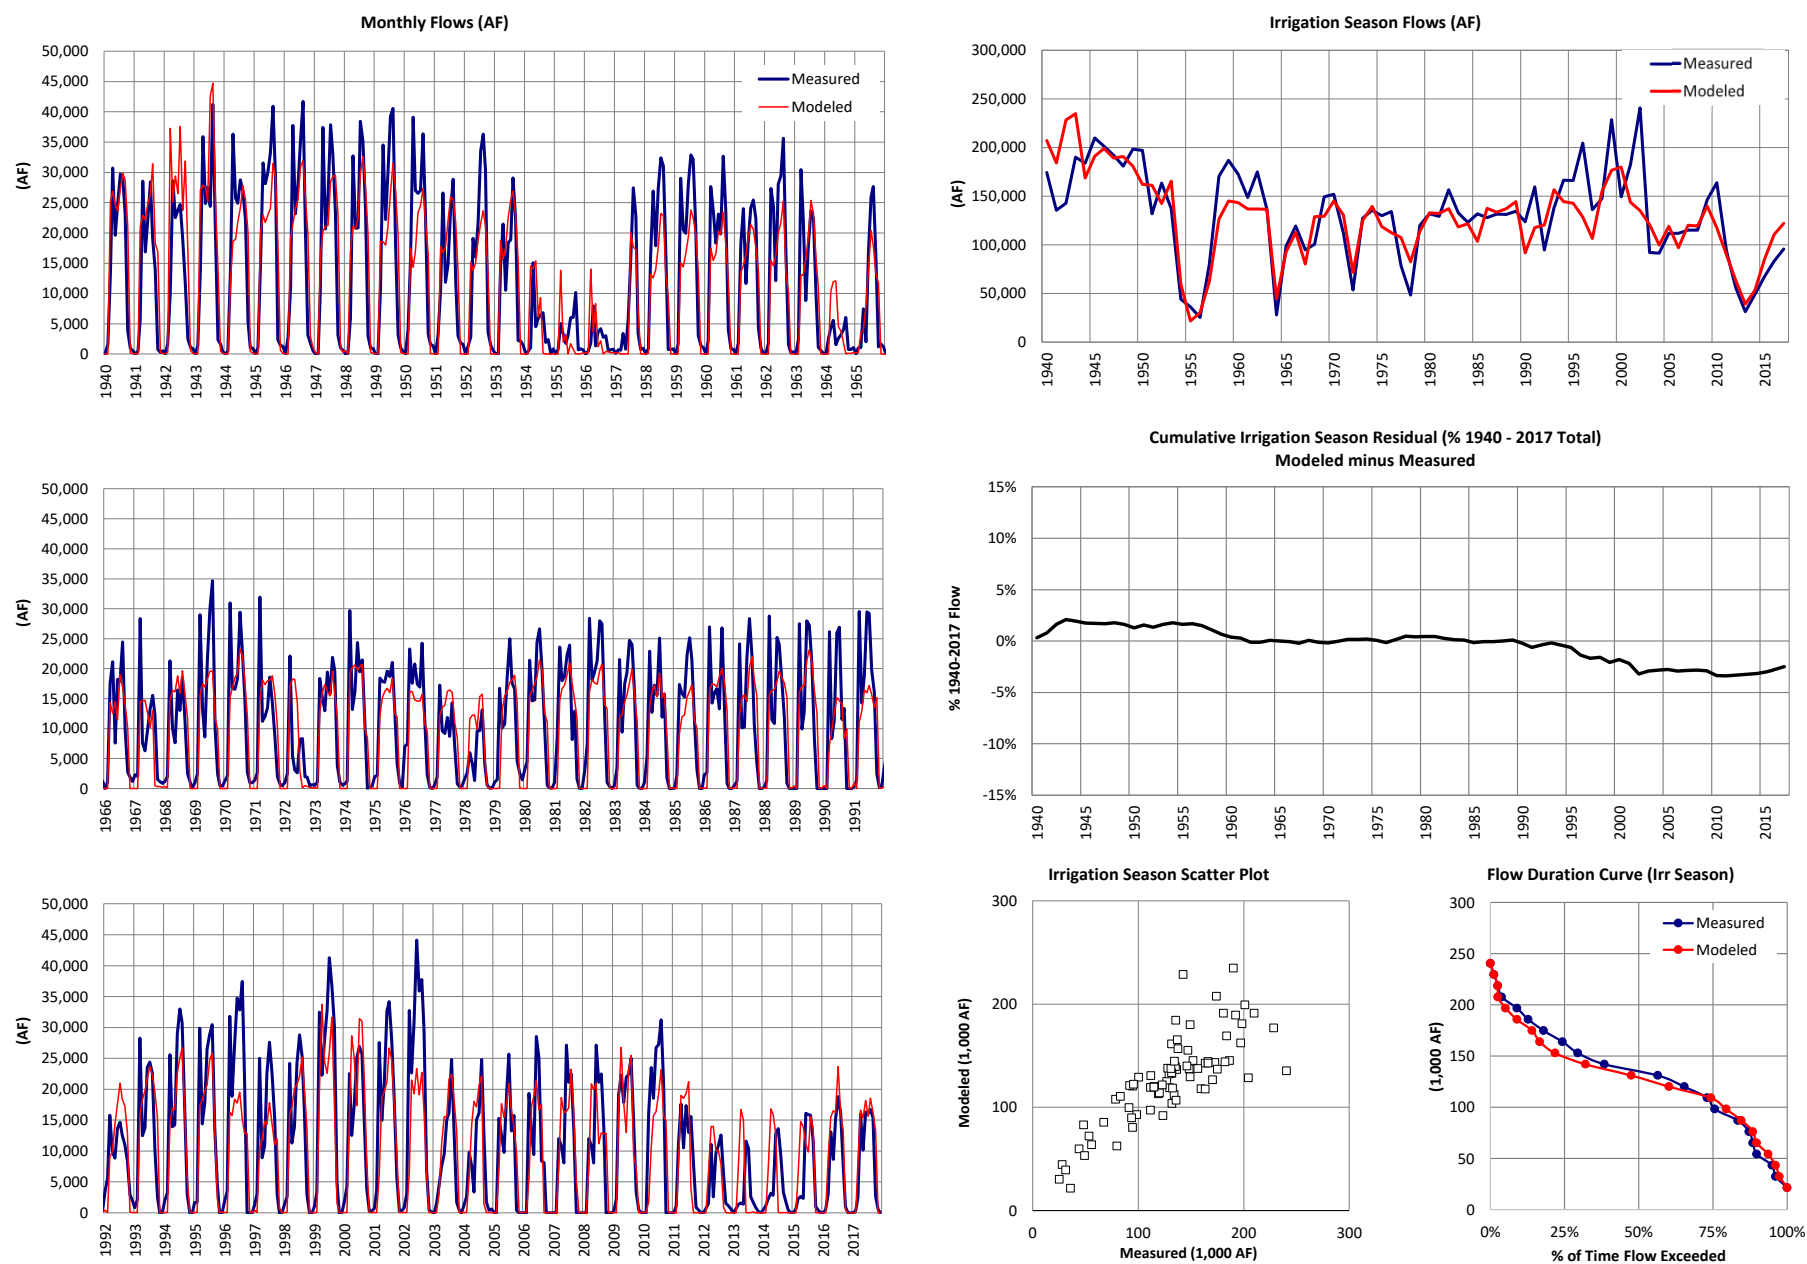 Monthly Flows (AF)
50,000
45,000
40,000
35,000
30,000
25,000
20,000
15,000
10,000
5,000
0
(AF)
Measured
Modeled
1940 1941 1942 1943 1944 1945 1946 1947 1948 1949 1950 1951 1952 1953 1954 1955 1956 1957 1958 1959 1960 1961 1962 1963 1964 1965
Irrigation Season Flows (AF)
300,000
250,000
200,000
150,000
100,000
50,000
0
(AF)
Measured
Modeled
1940 1945 1950 1955 1960 1965 1970 1975 1980 1985 1990 1995 2000 2005 2010 2015
50,000
45,000
40,000
35,000
30,000
25,000
20,000
15,000
10,000
5,000
0
(AF)
1966 1967 1968 1969 1970 1971 1972 1973 1974 1975 1976 1977 1978 1979 1980 1981 1982 1983 1984 1985 1986 1987 1988 1989 1990 1991
Cumulative Irrigation Season Residual (% 1940 - 2017 Total)
Modeled minus Measured
15%
10%
5%
0%
-5%
-10%
-15%
% 1940-2017 Flow
1940 1945 1950 1955 1960 1965 1970 1975 1980 1985 1990 1995 2000 2005 2010 2015
50,000
45,000
40,000
35,000
30,000
25,000
20,000
15,000
10,000
5,000
0
(AF)
1992 1993 1994 1995 1996 1997 1998 1999 2000 2001 2002 2003 2004 2005 2006 2007 2008 2009 2010 2011 2012 2013 2014 2015 2016 2017
Irrigation Season Scatter Plot
300
200
100
0
Modeled (1,000 AF)
0 100 200 300
Measured (1,000 AF)
Flow Duration Curve (Irr Season)
300
250
200
150
100
50
0
(1,000 AF)
Measured
Modeled
0% 25% 50% 75% 100%
% of Time Flow Exceeded